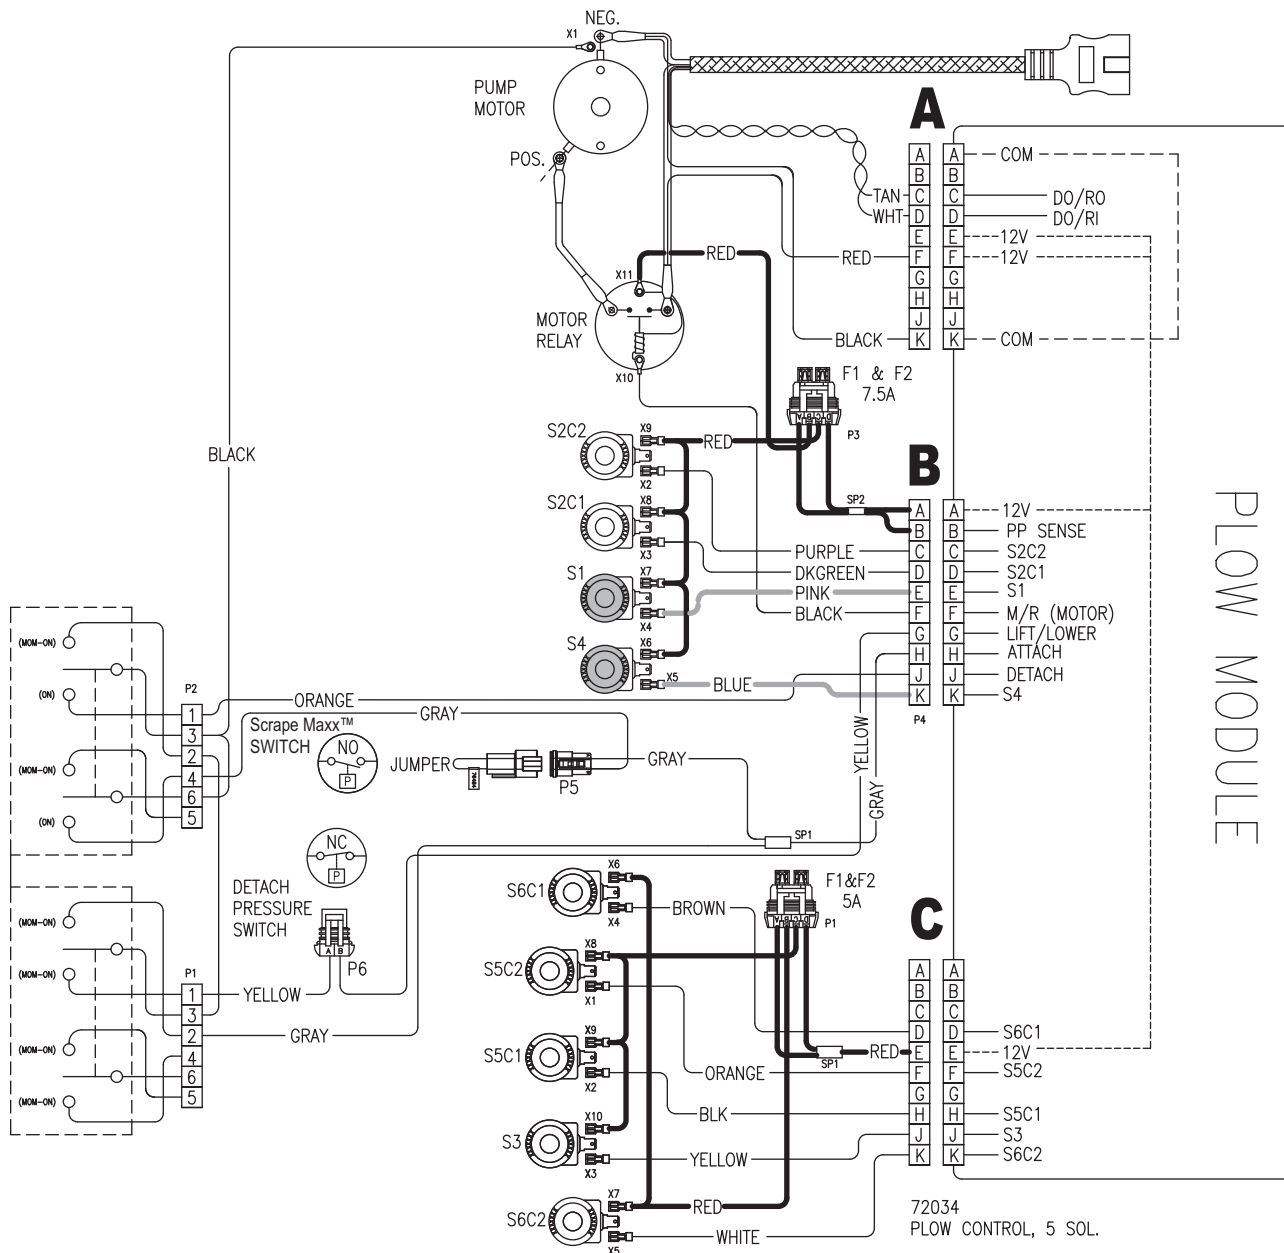 NEG.
X1
PUMP
MOTOR
POS.
A
A
B
C
D
E
F
G
H
J
K
A
B
C
D
E
F
G
H
J
K
COM
TAN
DO/RO
WHT
DO/RI
12V
RED
RED
12V
X11
MOTOR
RELAY
BLACK
COM
X10
F1 & F2
7.5A
A B C D
P3
S2C2
X9
RED
X2
BLACK
B
S2C1
X8
SP2
X3
A
B
C
D
E
F
G
H
J
K
A
B
C
D
E
F
G
H
J
K
12V
PP SENSE
PURPLE
S2C2
DKGREEN
S2C1
S1
X7
PINK
S1
X4
BLACK
M/R (MOTOR)
LIFT/LOWER
S4
X6
ATTACH
DETACH
X5
BLUE
S4
P4
PLOW MODULE
(MOM-ON)
(ON)
(MOM-ON)
(ON)
P2
1
3
2
4
6
5
ORANGE
GRAY
Scrape Maxx™
SWITCH
NO
P
JUMPER
P5
GRAY
YELLOW
GRAY
SP1
NC
P
DETACH
PRESSURE
SWITCH
A B
P6
(MOM-ON)
(MOM-ON)
(MOM-ON)
(MOM-ON)
P1
1
3
2
4
6
5
YELLOW
GRAY
S6C1
X6
BROWN
X4
F1&F2
5A
A B C D
P1
C
S5C2
X8
X1
A
B
C
D
E
F
G
H
J
K
A
B
C
D
E
F
G
H
J
K
S6C1
S5C1
X9
SP1
RED
12V
X2
ORANGE
S5C2
S3
X10
BLK
S5C1
S3
X3
YELLOW
S6C2
S6C2
X7
RED
X5
WHITE
72034
PLOW CONTROL, 5 SOL.